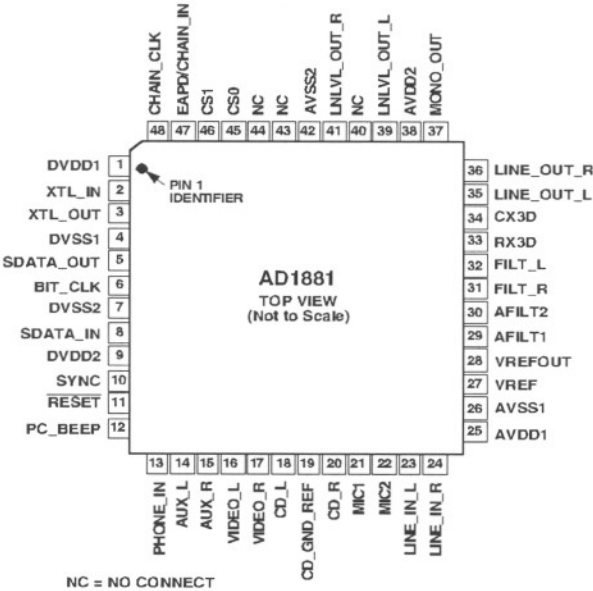 CHAIN_CLK
EAPD/CHAIN_IN
CS1
CS0
NC
NC
AVSS2
LNLVL_OUT_R
NC
LNLVL_OUT_L
AVDD2
MONO_OUT
48 47 46 45 44 43 42 41 40 39 38 37
DVDD1 1
XTL_IN 2
XTL_OUT 3
DVSS1 4
SDATA_OUT 5
BIT_CLK 6
DVSS2 7
SDATA_IN 8
DVDD2 9
SYNC 10
RESET 11
PC_BEEP 12
PIN 1
IDENTIFIER
AD1881
TOP VIEW
(Not to Scale)
36 LINE_OUT_R
35 LINE_OUT_L
34 CX3D
33 RX3D
32 FILT_L
31 FILT_R
30 AFILT2
29 AFILT1
28 VREFOUT
27 VREF
26 AVSS1
25 AVDD1
13 14 15 16 17 18 19 20 21 22 23 24
PHONE_IN
AUX_L
AUX_R
VIDEO_L
VIDEO_R
CD_L
CD_GND_REF
CD_R
MIC1
MIC2
LINE_IN_L
LINE_IN_R
NC = NO CONNECT